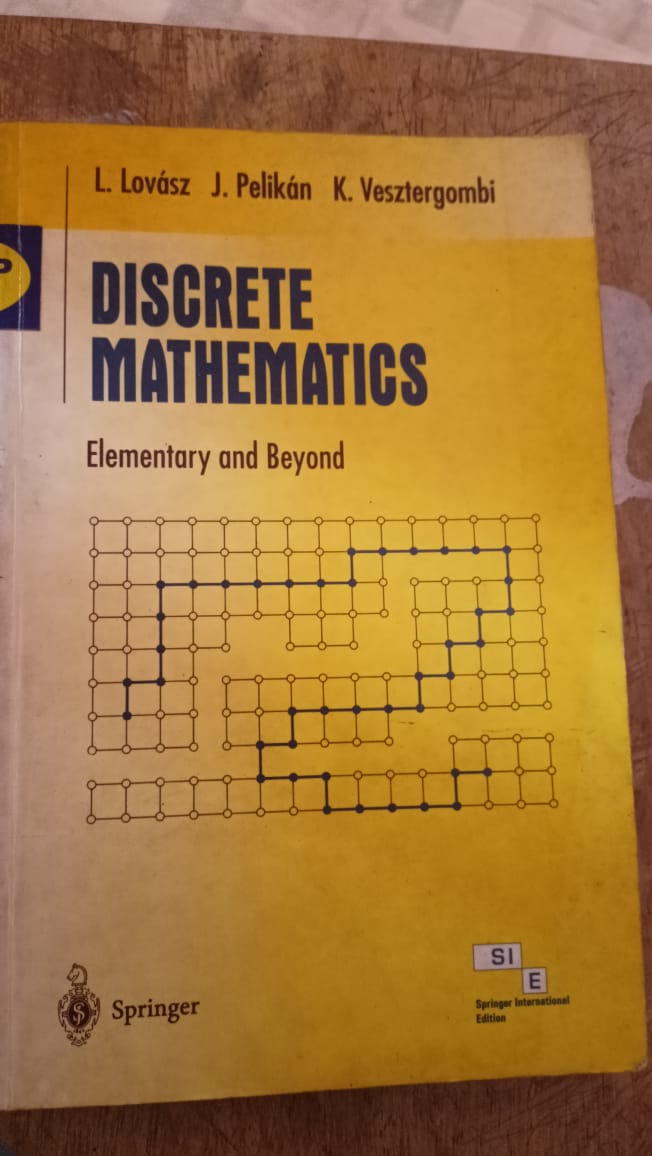 L. Lovász J. Pelikán K. Vesztergombi
DISCRETE
MATHEMATICS
Elementary and Beyond
Springer
SI
E
Springer International
Edition